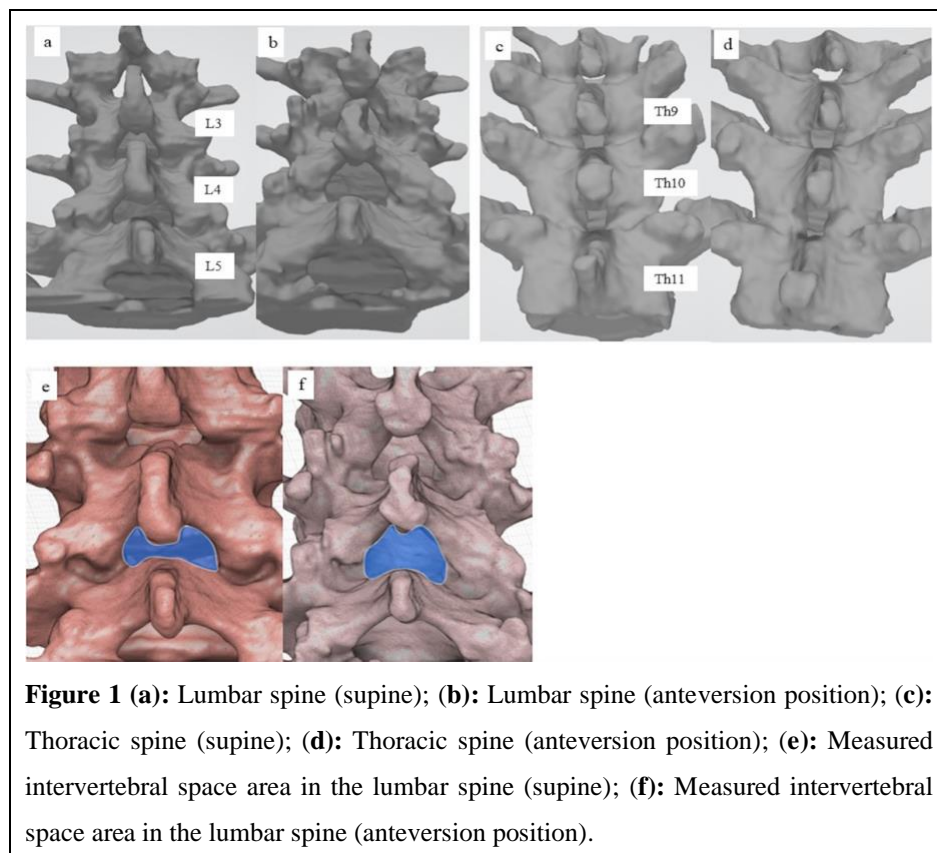 a
b
c
d
L3
L4
L5
Th9
Th10
Th11
e
f
Figure 1 (a): Lumbar spine (supine); (b): Lumbar spine (anteversion position); (c):
Thoracic spine (supine); (d): Thoracic spine (anteversion position); (e): Measured
intervertebral space area in the lumbar spine (supine); (f): Measured intervertebral
space area in the lumbar spine (anteversion position).